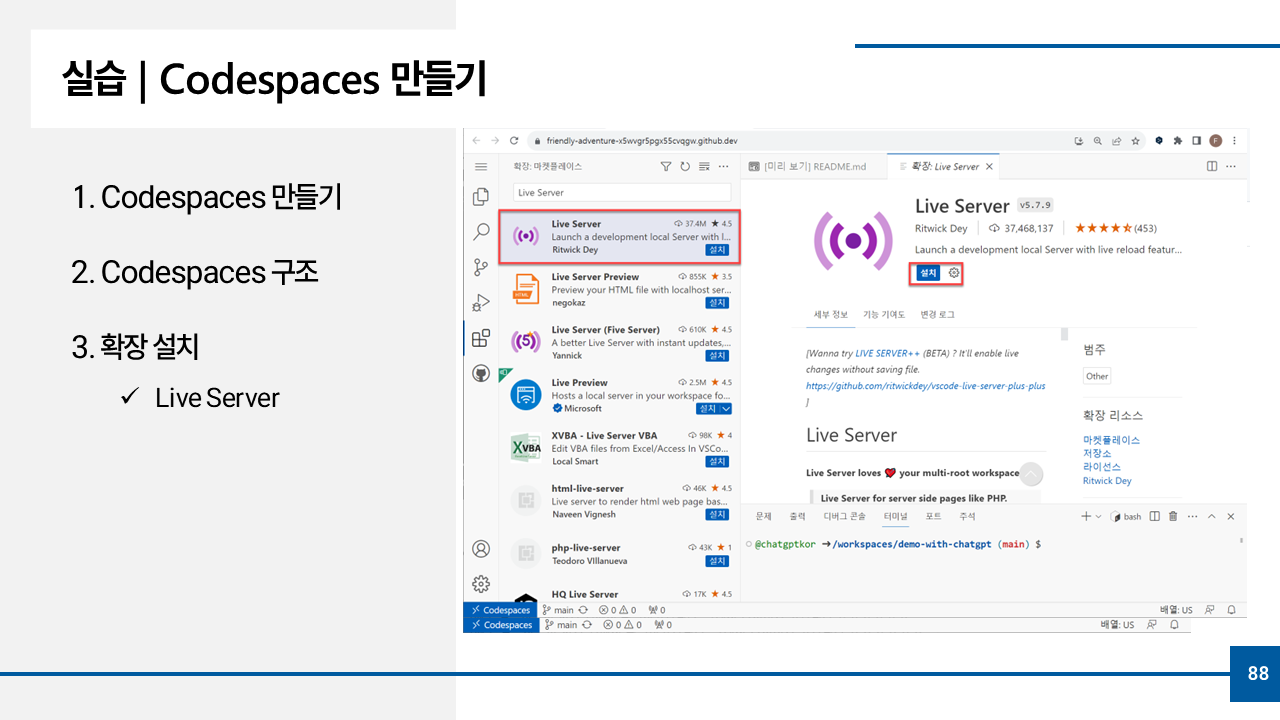 실습 | Codespaces 만들기
1. Codespaces 만들기
2. Codespaces 구조
3. 확장 설치
✓ Live Server
friendly-adventure-x5wvgr5pgx55cvqgw.github.dev
F
확장: 마켓플레이스
Live Server
Live Server 37.4M ★ 4.5
Launch a development local Server with l...
Ritwick Dey 설치
Live Server Preview 855K ★ 3.5
Preview your HTML file with localhost ser...
negokaz 설치
Live Server (Five Server) 610K ★ 4.5
A better Live Server with instant updates,...
Yannick 설치
Live Preview 2.5M ★ 4.5
Hosts a local server in your workspace fo...
Microsoft 설치
XVBA - Live Server VBA 98K ★ 4
Edit VBA files from Excel/Access In VSCo...
Local Smart 설치
html-live-server 46K ★ 4.5
Live server to render html web page bas...
Naveen Vignesh 설치
php-live-server 43K ★ 1
Teodoro VIllanueva 설치
HQ Live Server 17K ★ 4.5
[미리 보기] README.md
확장: Live Server
Live Server v5.7.9
Ritwick Dey 37,468,137 ★★★★★ (453)
Launch a development local Server with live reload featur...
설치
세부 정보 기능 기여도 변경 로그
[Wanna try LIVE SERVER++ (BETA) ? It'll enable live
changes without saving file.
https://github.com/ritwickdey/vscode-live-server-plus-plus
]
Live Server
Live Server loves 💓 your multi-root workspace
Live Server for server side pages like PHP.
범주
Other
확장 리소스
마켓플레이스
저장소
라이선스
Ritwick Dey
문제 출력 디버그 콘솔 터미널 포트 주석 bash
@chatgptkor ➜/workspaces/demo-with-chatgpt (main) $
Codespaces main 0 0 0 배열: US
Codespaces main 0 0 0 배열: US
88